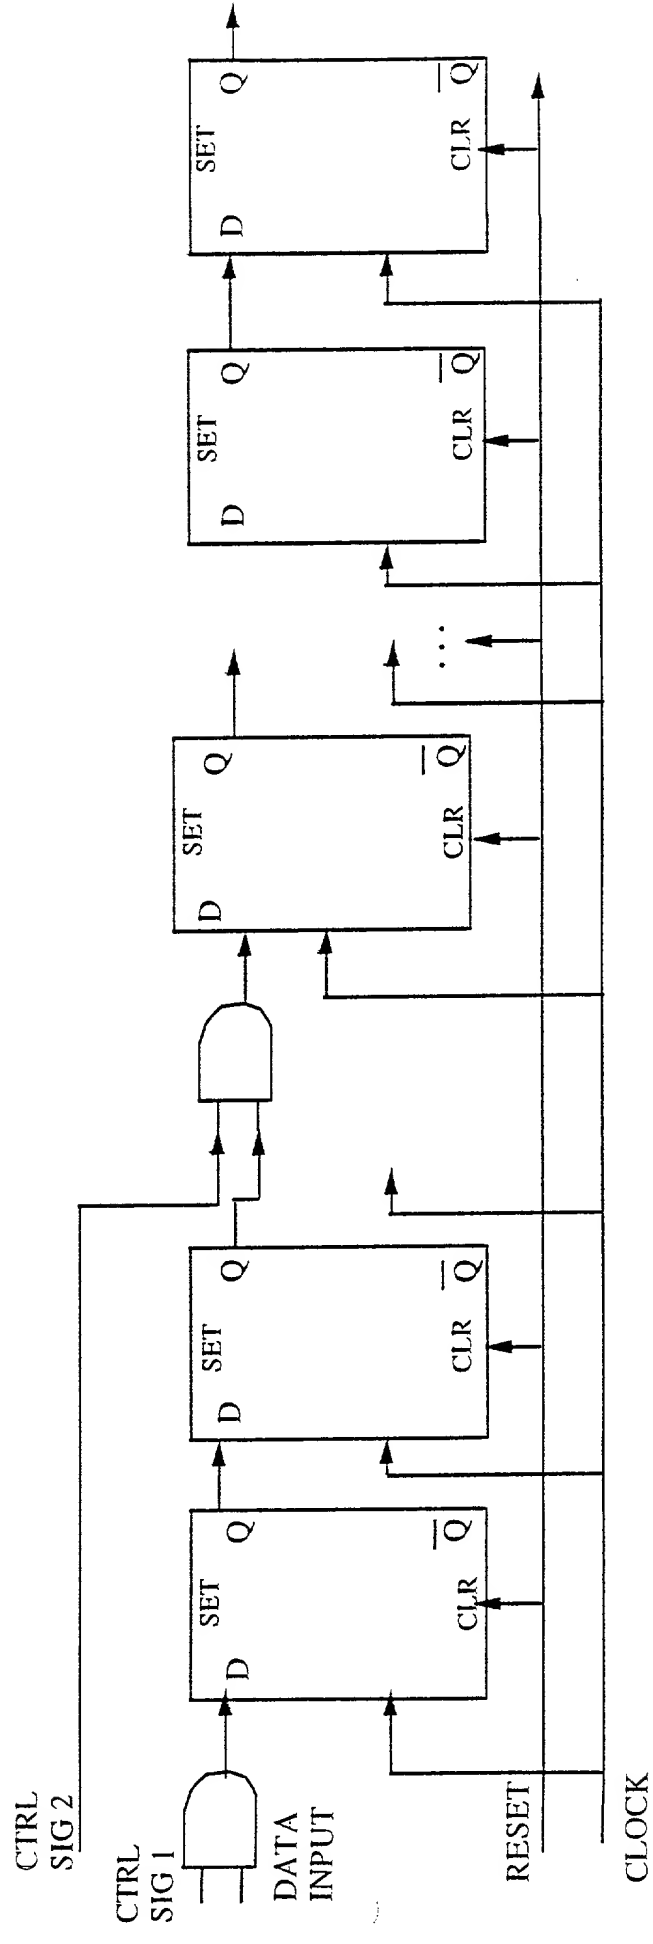 CTRL
SIG 2
CTRL
SIG 1
DATA
INPUT
RESET
CLOCK
D
SET
Q
CLR
Q
D
SET
Q
CLR
Q
D
SET
Q
CLR
Q
...
D
SET
Q
CLR
Q
D
SET
Q
CLR
Q